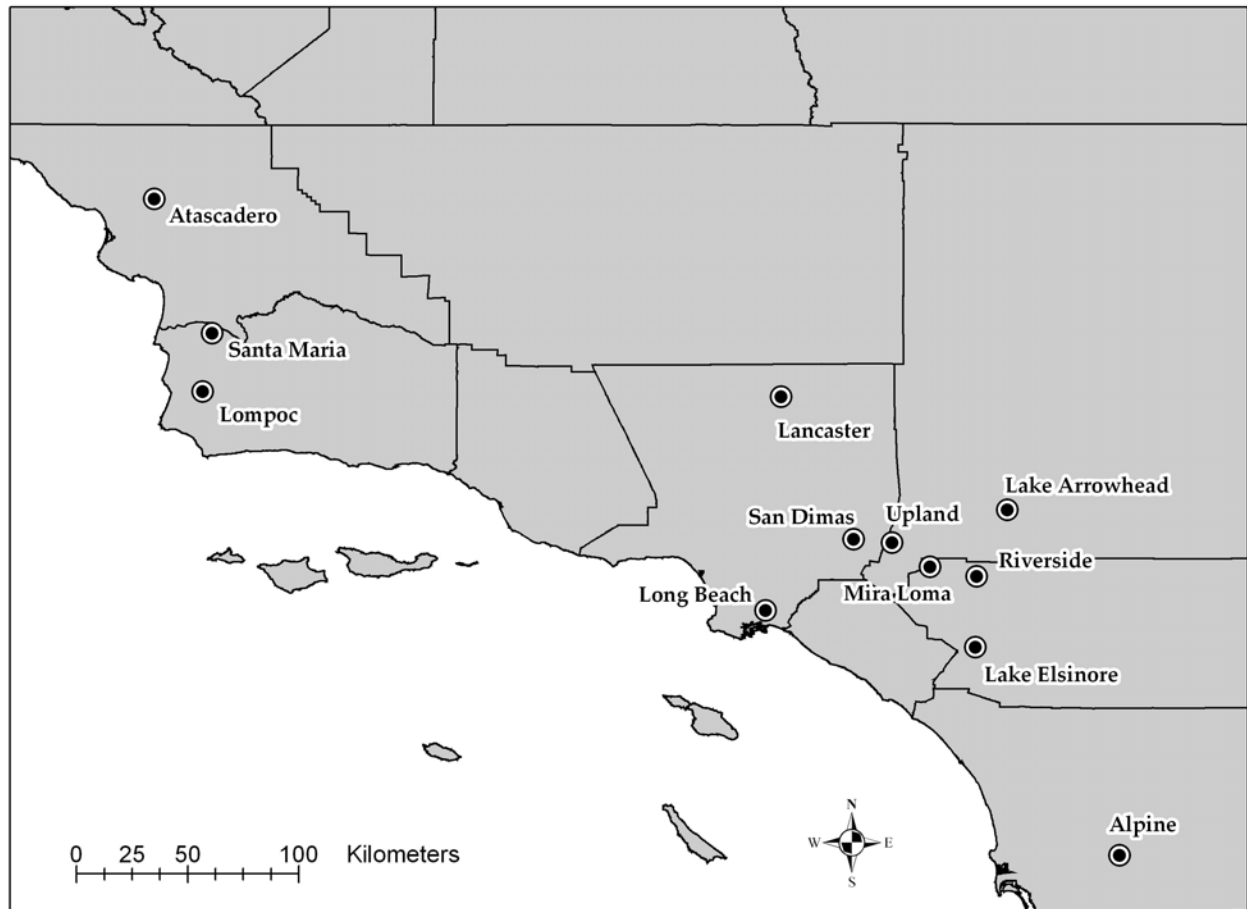 Atascadero
Santa Maria
Lompoc
Lancaster
Lake Arrowhead
San Dimas
Upland
Riverside
Mira Loma
Long Beach
Lake Elsinore
N
W E
S
Alpine
0 25 50 100 Kilometers